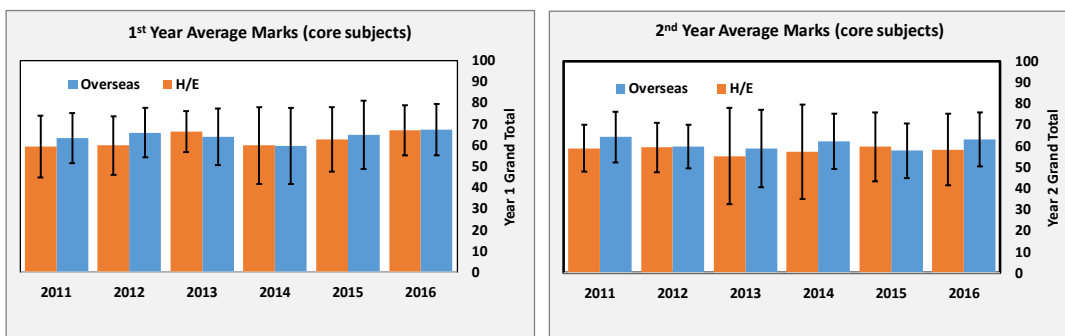 1st Year Average Marks (core subjects)
Overseas H/E
100
90
80
70
60
50
40
30
20
10
0
Year 1 Grand Total
2011 2012 2013 2014 2015 2016
2nd Year Average Marks (core subjects)
Overseas H/E
100
90
80
70
60
50
40
30
20
10
0
Year 2 Grand Total
2011 2012 2013 2014 2015 2016